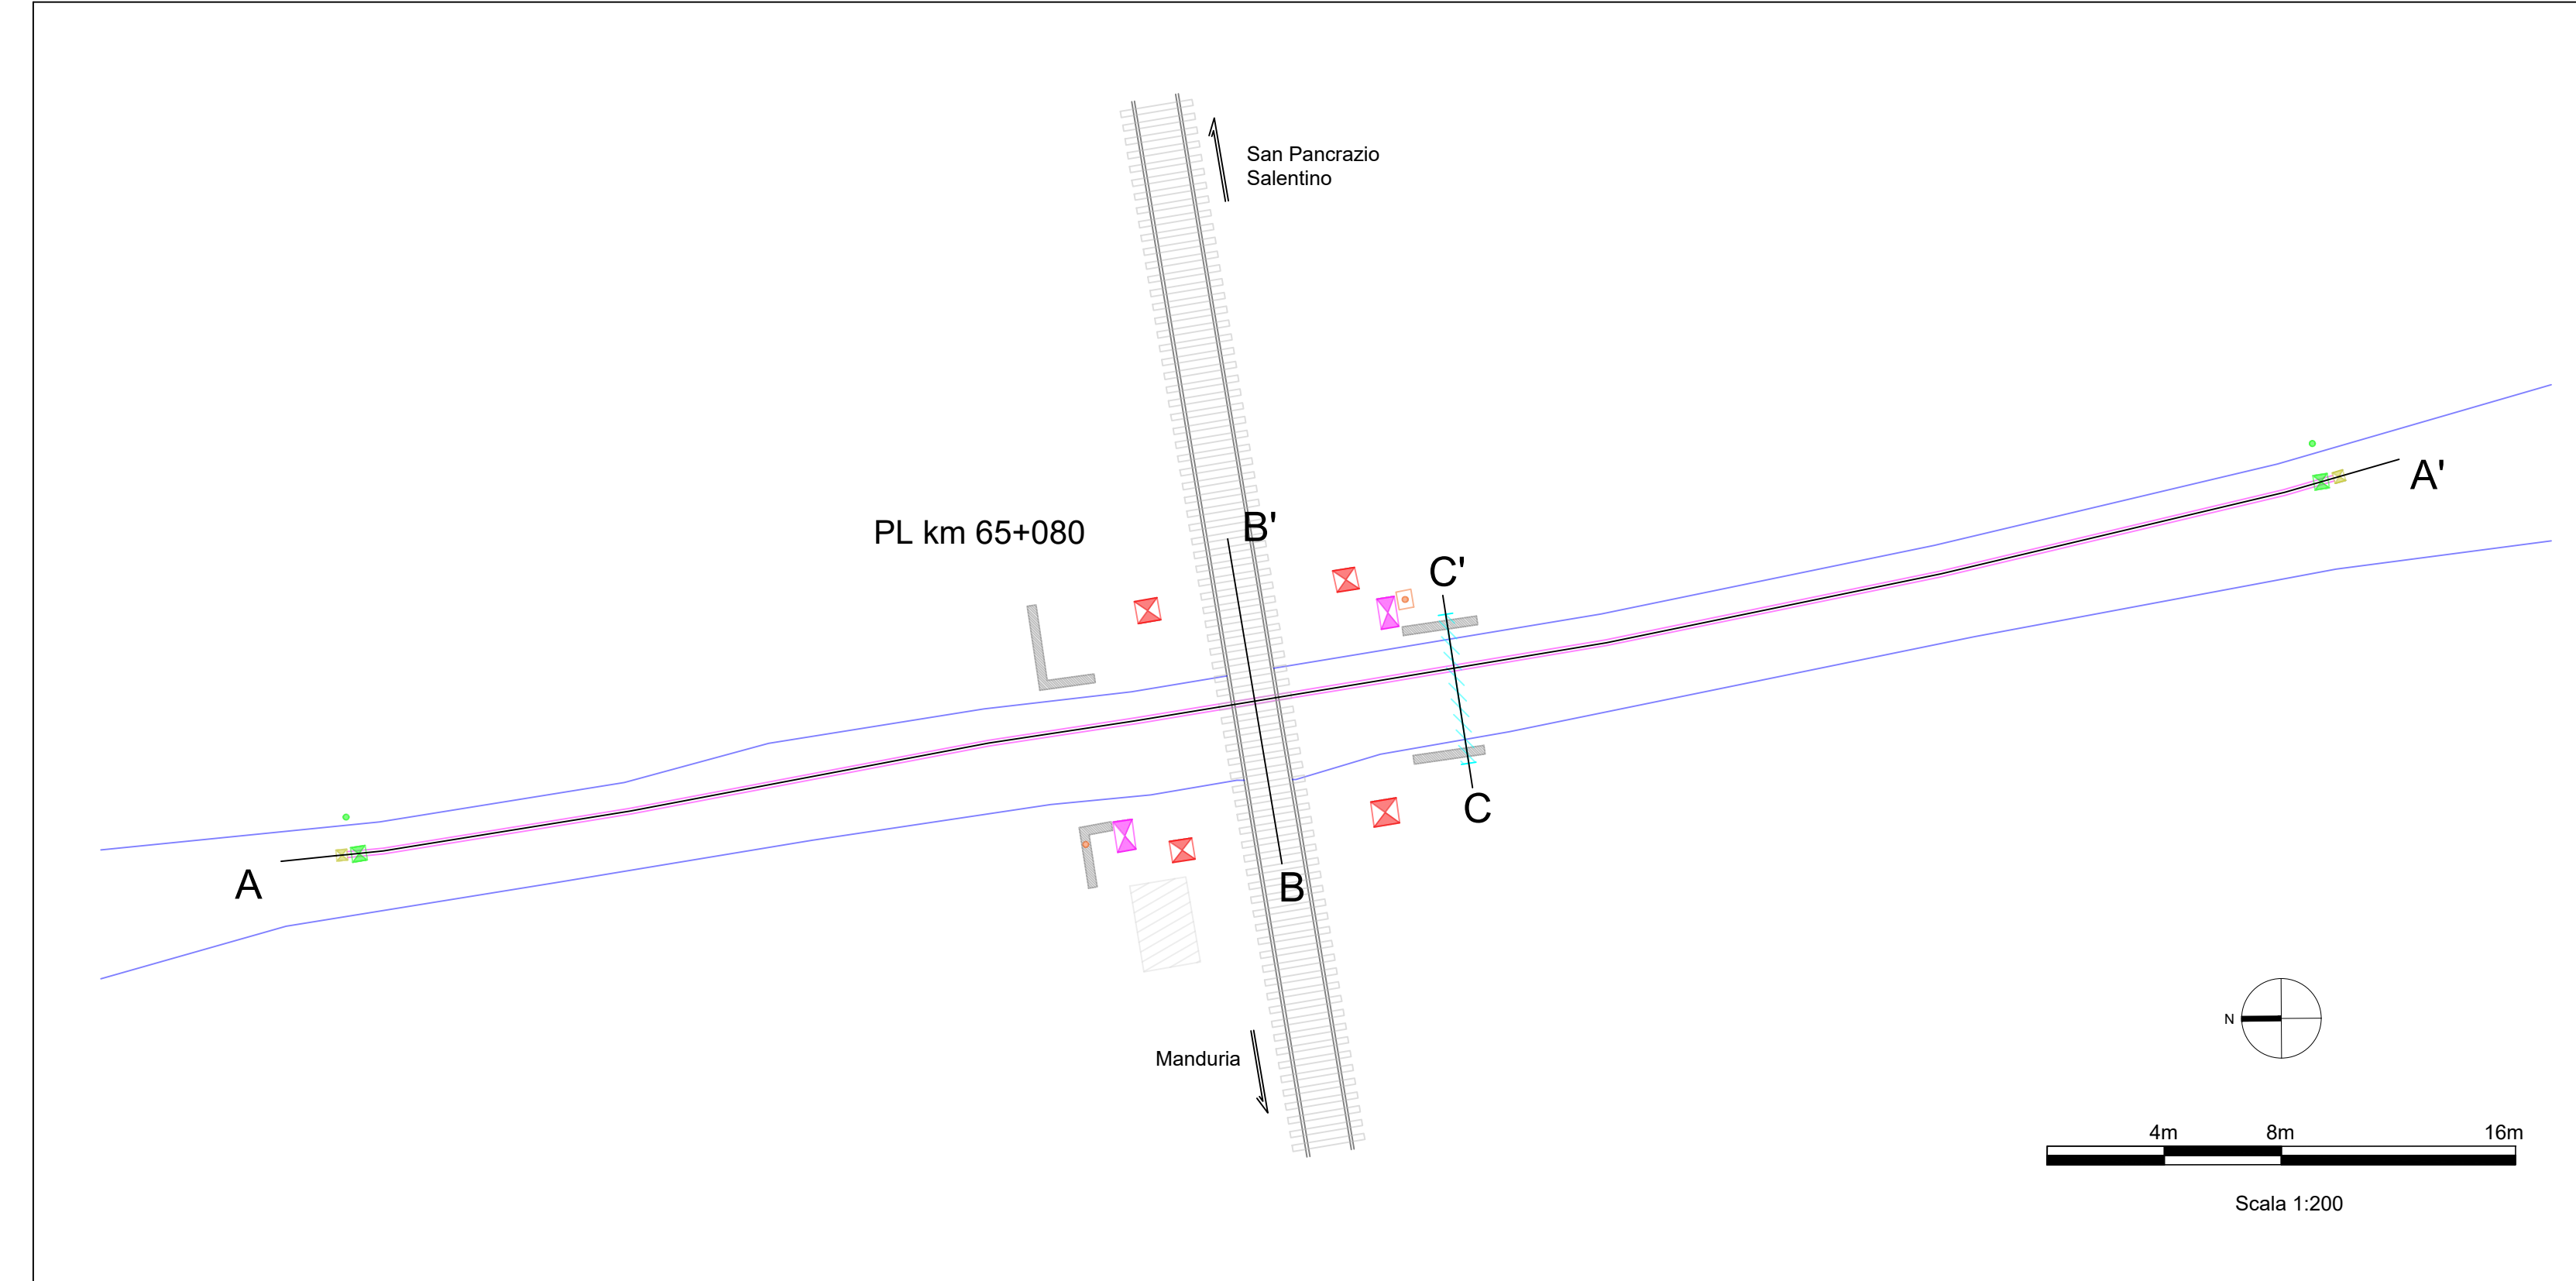 San Pancrazio
Salentino
A'
B'
PL km 65+080
C'
C
A
B
N
Manduria
4m 8m 16m
Scala 1:200